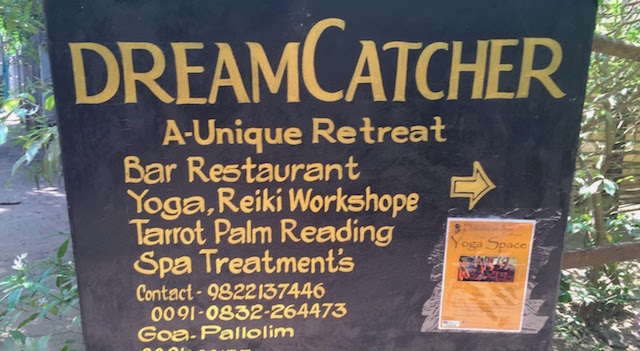 DREAMCATCHER
A-Unique Retreat
Bar Restaurant
Yoga, Reiki Workshope
Tarrot Palm Reading
Spa Treatment's
Contact - 9822137446
0091-0832-264473
Goa-Pallolim
Yoga Space